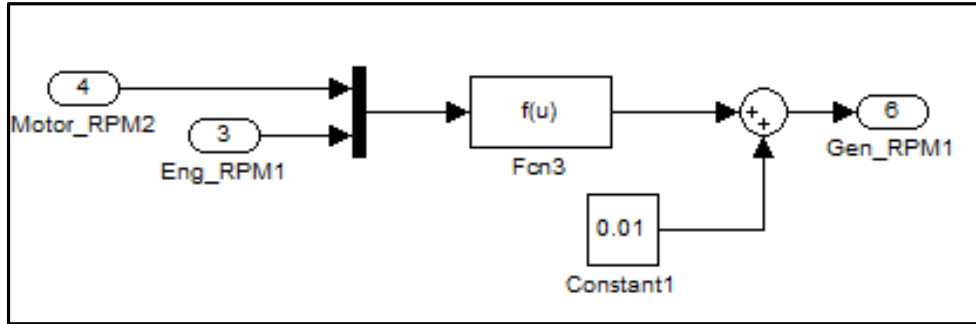 4
Motor_RPM2
3
Eng_RPM1
f(u)
Fcn3
0.01
Constant1
+
+
6
Gen_RPM1